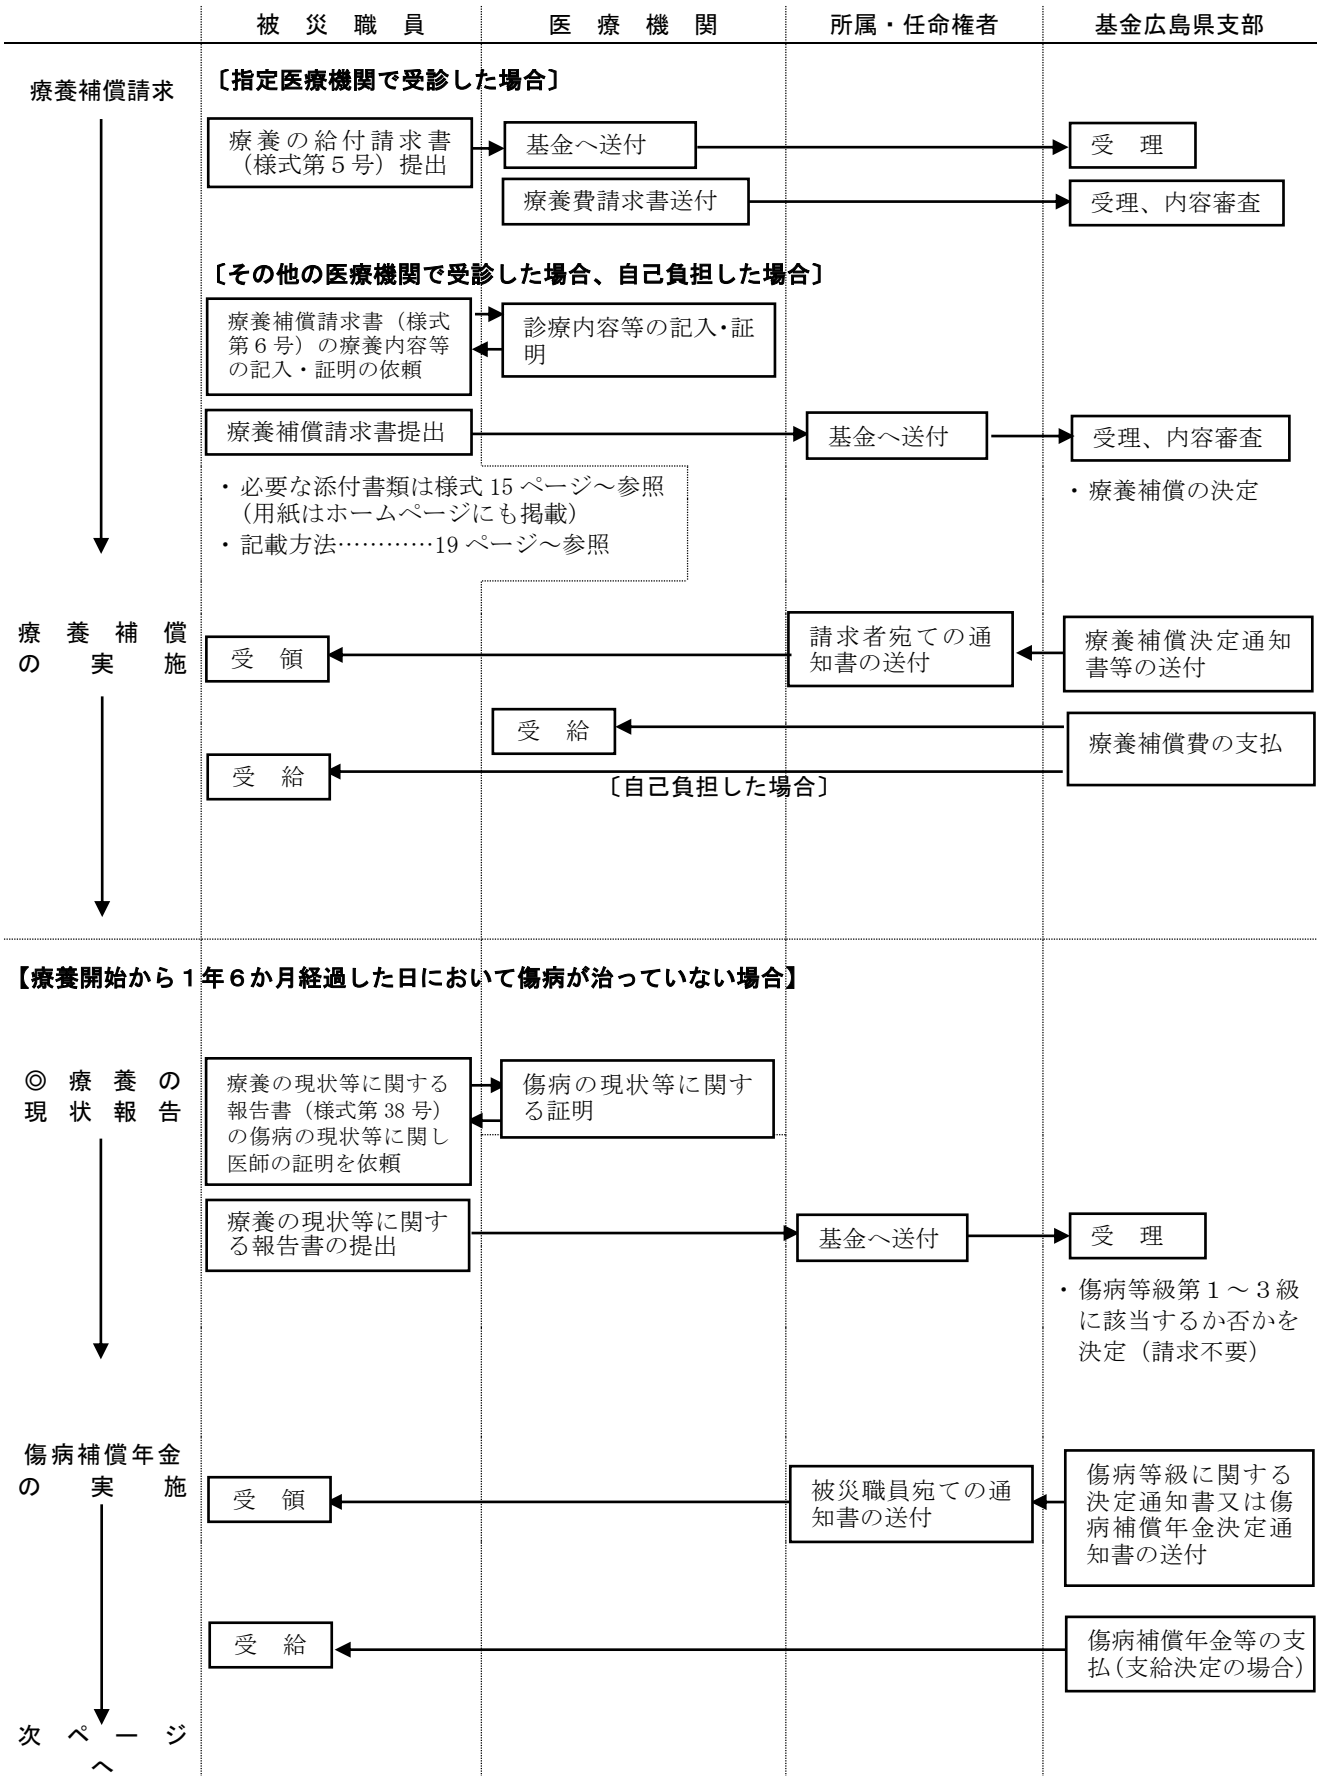 被災職員
医療機関
所属・任命権者
基金広島県支部
療養補償請求
〔指定医療機関で受診した場合〕
療養の給付請求書
（様式第５号）提出
基金へ送付
受　理
療養費請求書送付
受理、内容審査
〔その他の医療機関で受診した場合、自己負担した場合〕
療養補償請求書（様式
第６号）の療養内容等
の記入・証明の依頼
診療内容等の記入・証
明
療養補償請求書提出
基金へ送付
受理、内容審査
・必要な添付書類は様式 15 ページ～参照
（用紙はホームページにも掲載）
・記載方法…………19 ページ～参照
・療養補償の決定
療養補償
の実施
受　領
請求者宛ての通
知書の送付
療養補償決定通知
書等の送付
受　給
療養補償費の支払
受　給
〔自己負担した場合〕
【療養開始から１年６か月経過した日において傷病が治っていない場合】
◎療養の
現状報告
療養の現状等に関する
報告書（様式第 38 号）
の傷病の現状等に関し
医師の証明を依頼
傷病の現状等に関す
る証明
療養の現状等に関す
る報告書の提出
基金へ送付
受　理
・傷病等級第１～３級
に該当するか否かを
決定（請求不要）
傷病補償年金
の実施
受　領
被災職員宛ての通
知書の送付
傷病等級に関する
決定通知書又は傷
病補償年金決定通
知書の送付
受　給
傷病補償年金等の支
払（支給決定の場合）
次ページ
へ